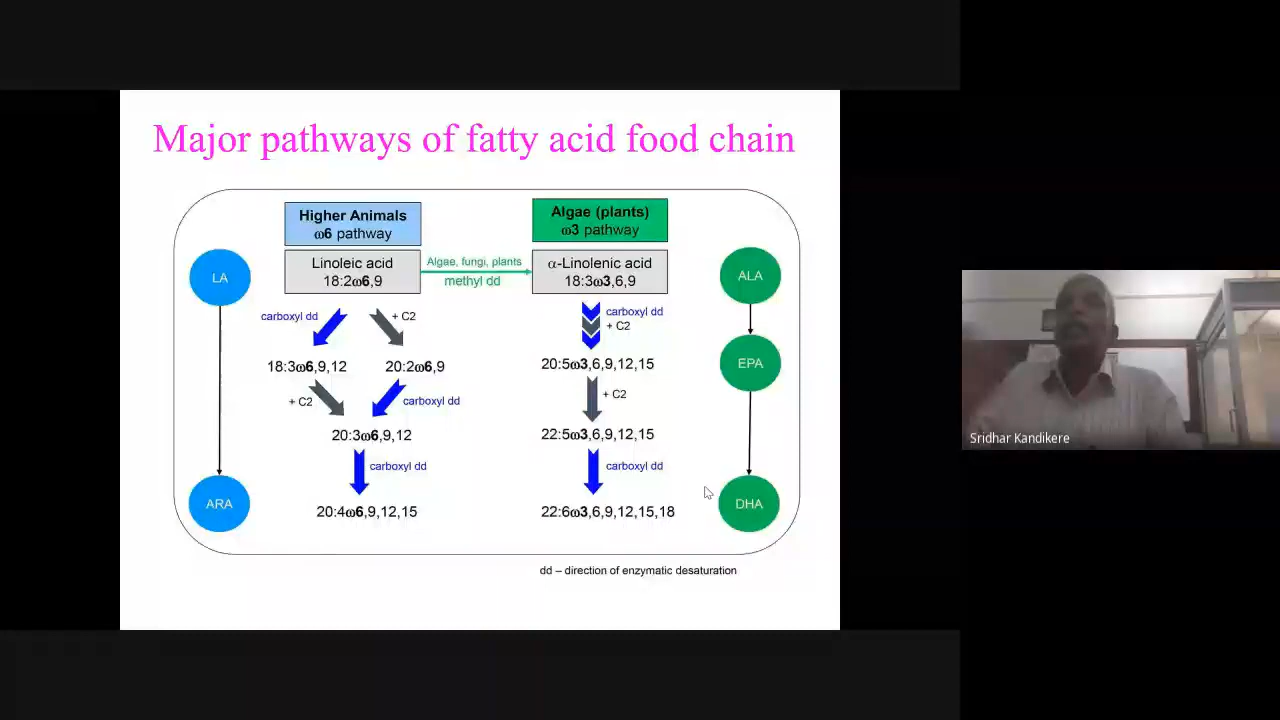 Major pathways of fatty acid food chain
Higher Animals
ω6 pathway
Algae (plants)
ω3 pathway
LA
Linoleic acid
18:2ω6,9
Algae, fungi, plants
methyl dd
α-Linolenic acid
18:3ω3,6,9
ALA
carboxyl dd
+ C2
carboxyl dd
+ C2
18:3ω6,9,12
20:2ω6,9
20:5ω3,6,9,12,15
EPA
+ C2
carboxyl dd
+ C2
20:3ω6,9,12
22:5ω3,6,9,12,15
carboxyl dd
carboxyl dd
ARA
20:4ω6,9,12,15
22:6ω3,6,9,12,15,18
DHA
dd – direction of enzymatic desaturation
Sridhar Kandikere